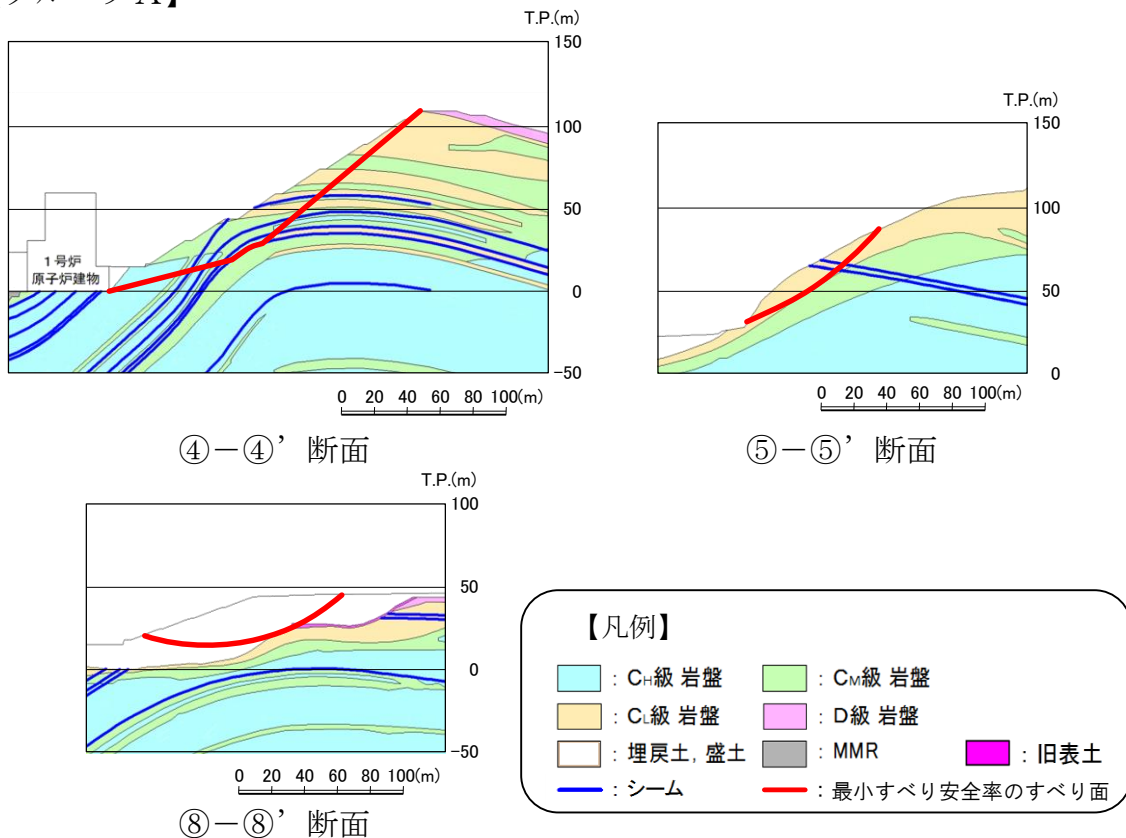 A】
T.P.(m)
150
100
50
0
-50
1号炉
原子炉建物
0 20 40 60 80 100(m)
④－④’断面
T.P.(m)
150
100
50
0
0 20 40 60 80 100(m)
⑤－⑤’断面
T.P.(m)
100
50
0
-50
0 20 40 60 80 100(m)
⑧－⑧’断面
【凡例】
：CH級 岩盤 ：CM級 岩盤
：CL級 岩盤 ：D級 岩盤
：埋戻土, 盛土 ：MMR ：旧表土
：シーム ：最小すべり安全率のすべり面